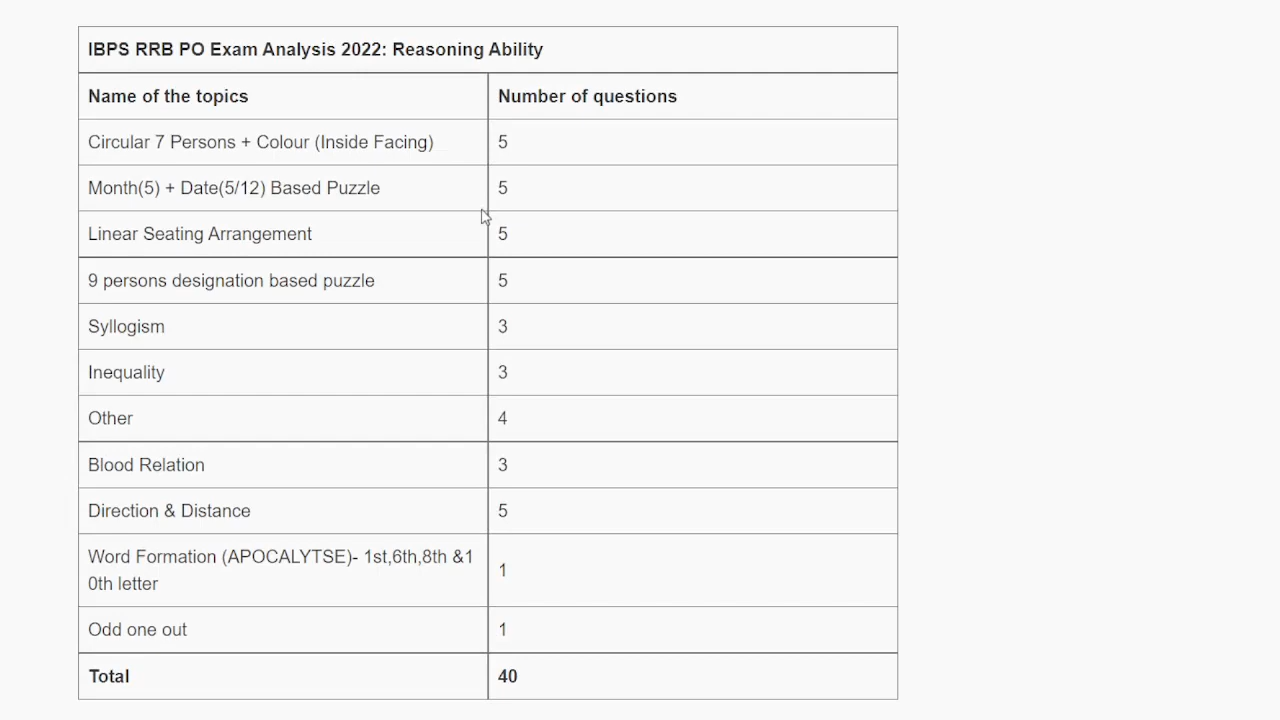 IBPS RRB PO Exam Analysis 2022: Reasoning Ability
Name of the topics Number of questions
Circular 7 Persons + Colour (Inside Facing) 5
Month(5) + Date(5/12) Based Puzzle 5
Linear Seating Arrangement 5
9 persons designation based puzzle 5
Syllogism 3
Inequality 3
Other 4
Blood Relation 3
Direction & Distance 5
Word Formation (APOCALYTSE)- 1st,6th,8th &1
0th letter 1
Odd one out 1
Total 40